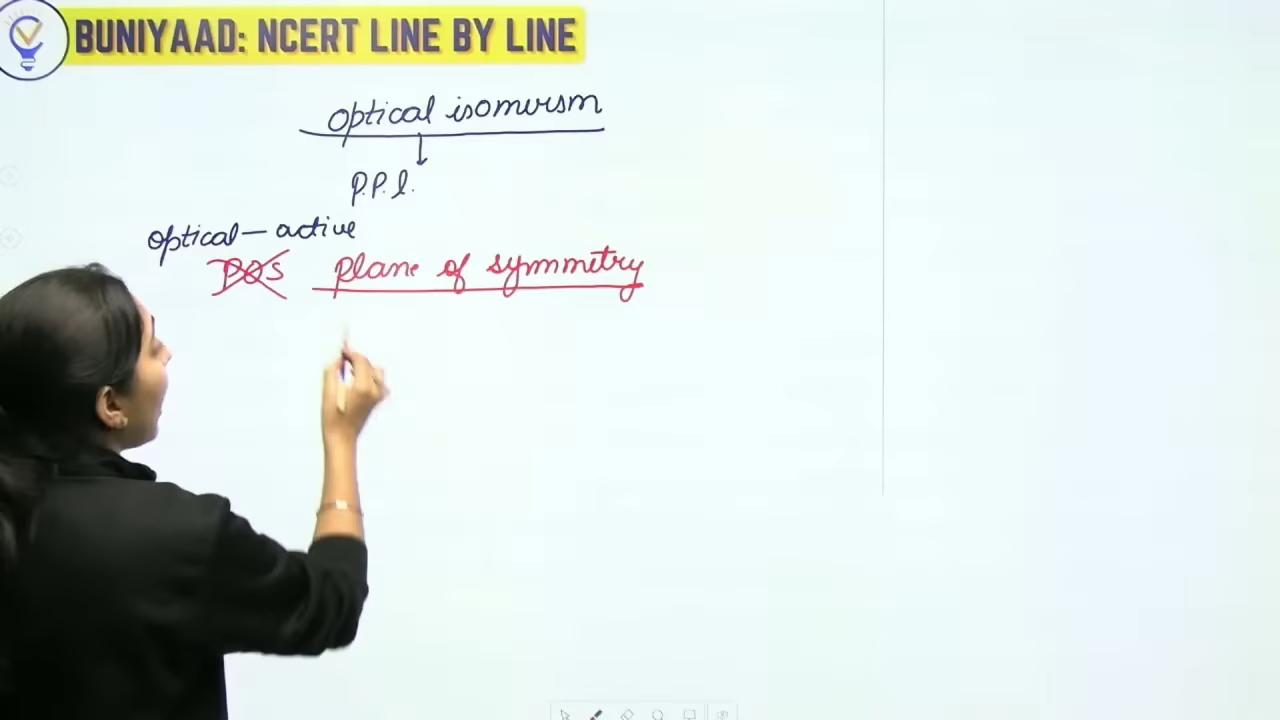 BUNIYAAD: NCERT LINE BY LINE
optical isomerism
P.P.l.
optical — active
POS plane of symmetry